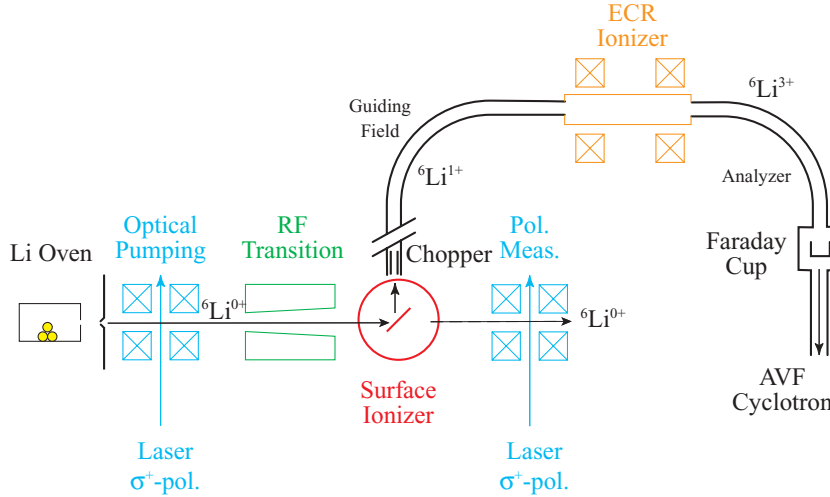 ECR
Ionizer
⁶Li³⁺
Guiding
Field
⁶Li¹⁺
Analyzer
Optical
Pumping
RF
Transition
Pol.
Meas.
Chopper
Li Oven
Faraday
Cup
⁶Li⁰⁺
⁶Li⁰⁺
Surface
Ionizer
AVF
Cyclotron
Laser
σ⁺-pol.
Laser
σ⁺-pol.